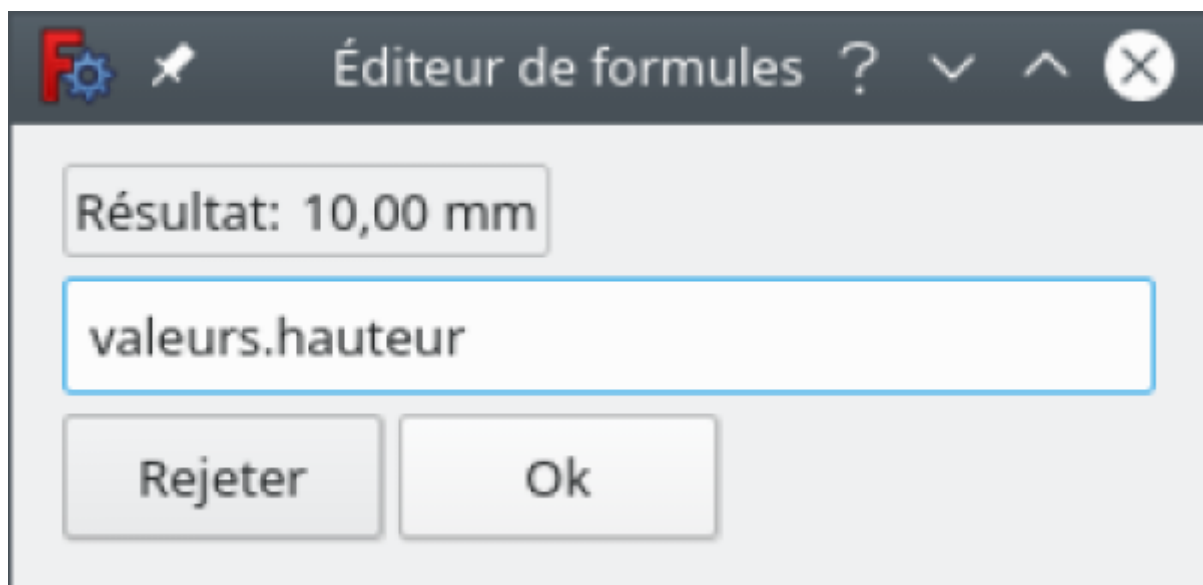 Éditeur de formules
Résultat: 10,00 mm
valeurs.hauteur
Rejeter Ok